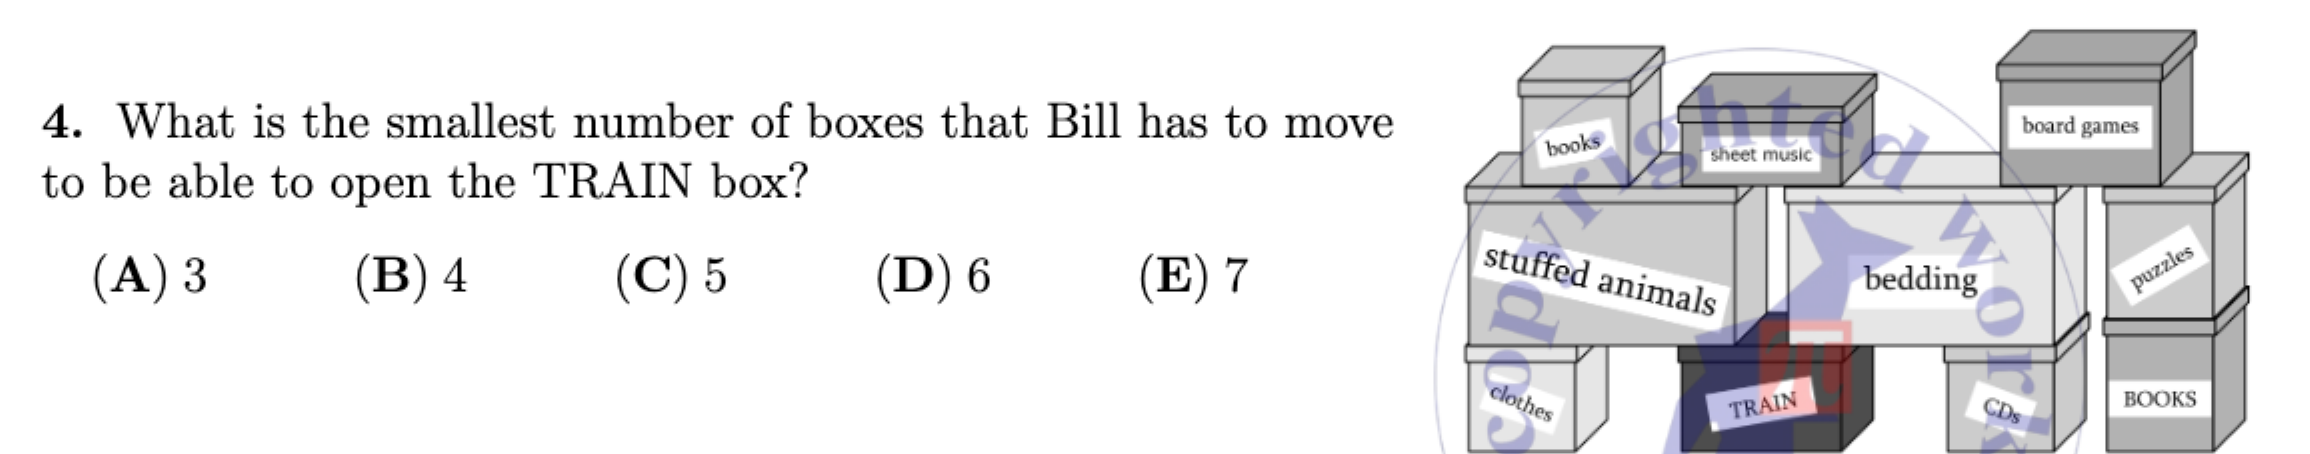 4. What is the smallest number of boxes that Bill has to move
to be able to open the TRAIN box?
(A) 3 (B) 4 (C) 5 (D) 6 (E) 7
books
sheet music
board games
stuffed animals
bedding
puzzles
clothes
TRAIN
CDs
BOOKS
copyrighted work
π